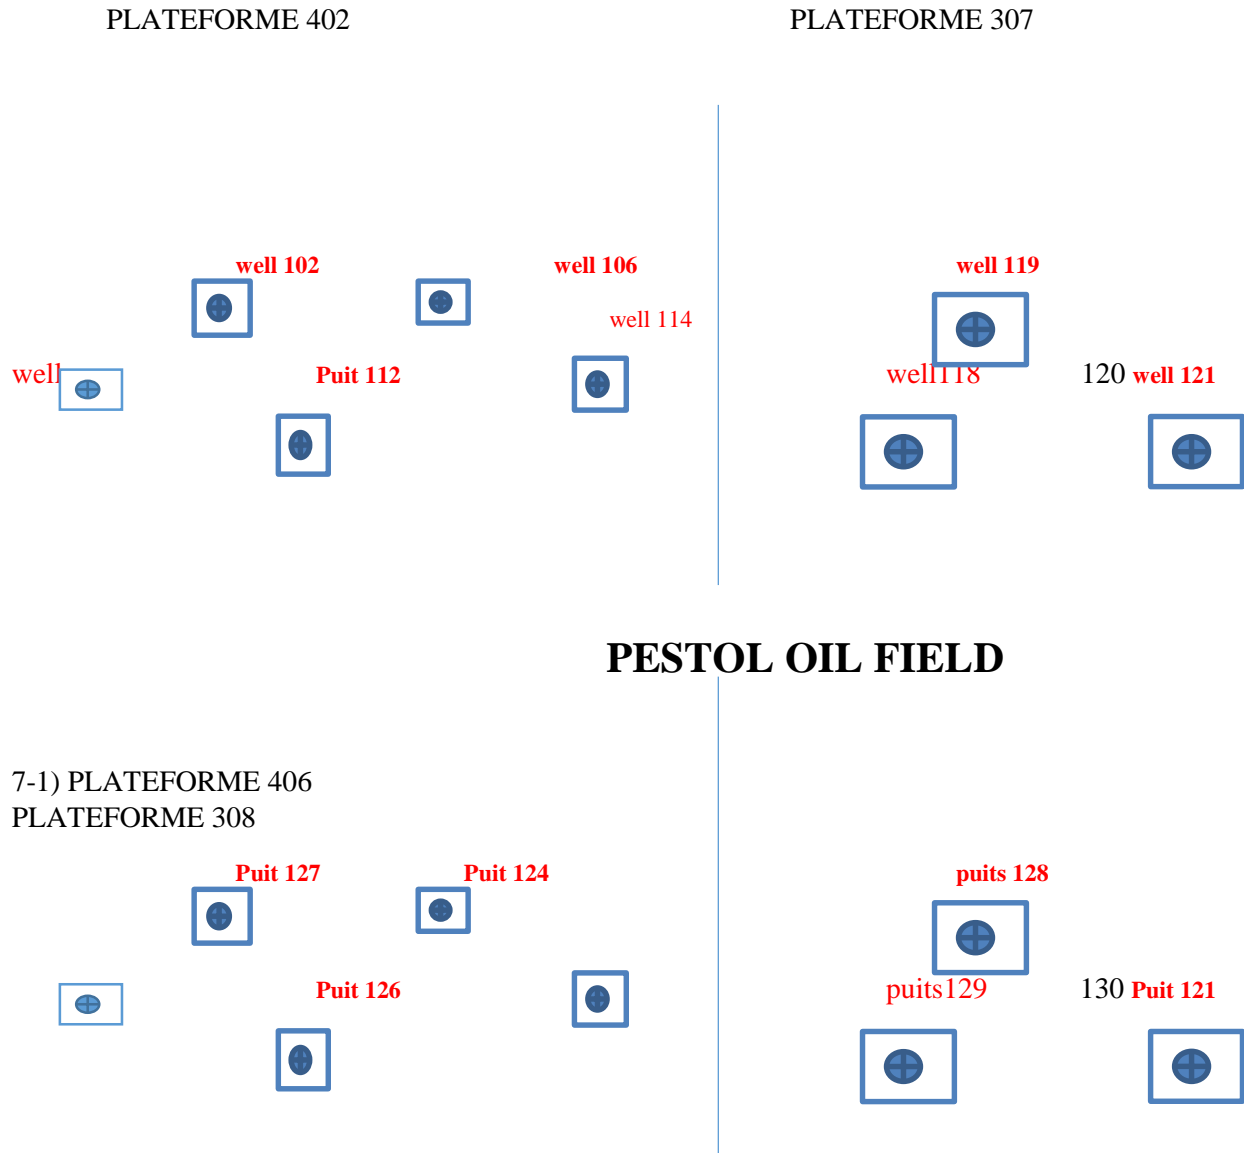 PLATEFORME 402 PLATEFORME 307
well 102 well 106 well 119
well 114
well Puit 112 well118 120 well 121
PESTOL OIL FIELD
7-1) PLATEFORME 406
PLATEFORME 308
Puit 127 Puit 124 puits 128
Puit 126 puits129 130 Puit 121